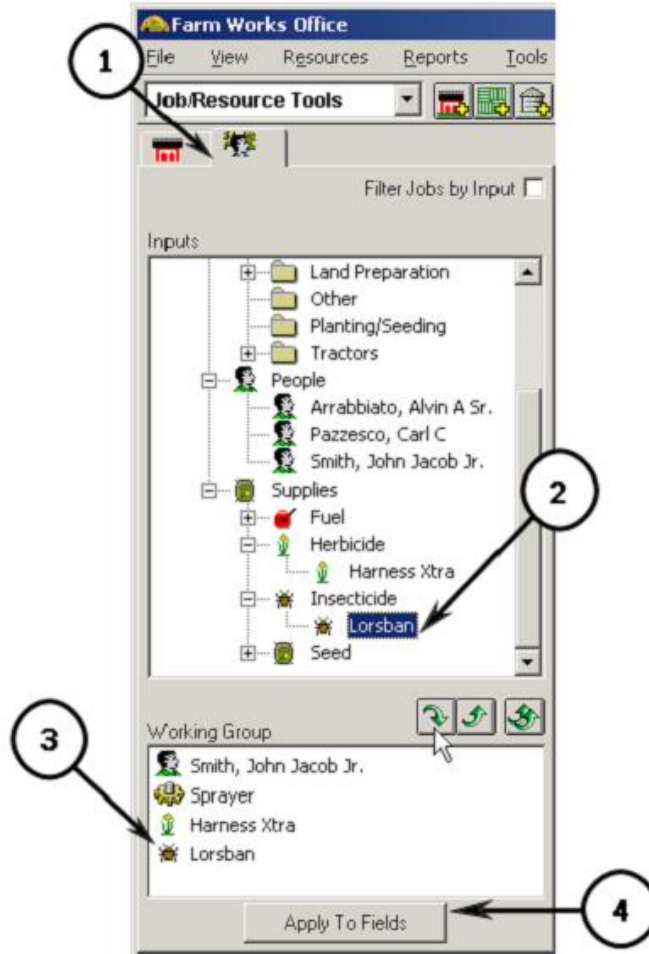 Farm Works Office
1
File View Resources Reports Tools
Job/Resource Tools
Filter Jobs by Input
Inputs
Land Preparation
Other
Planting/Seeding
Tractors
People
Arrabbiato, Alvin A Sr.
Pazzesco, Carl C
Smith, John Jacob Jr.
2
Supplies
Fuel
Herbicide
Harness Xtra
Insecticide
Lorsban
Seed
3
Working Group
Smith, John Jacob Jr.
Sprayer
Harness Xtra
Lorsban
4
Apply To Fields